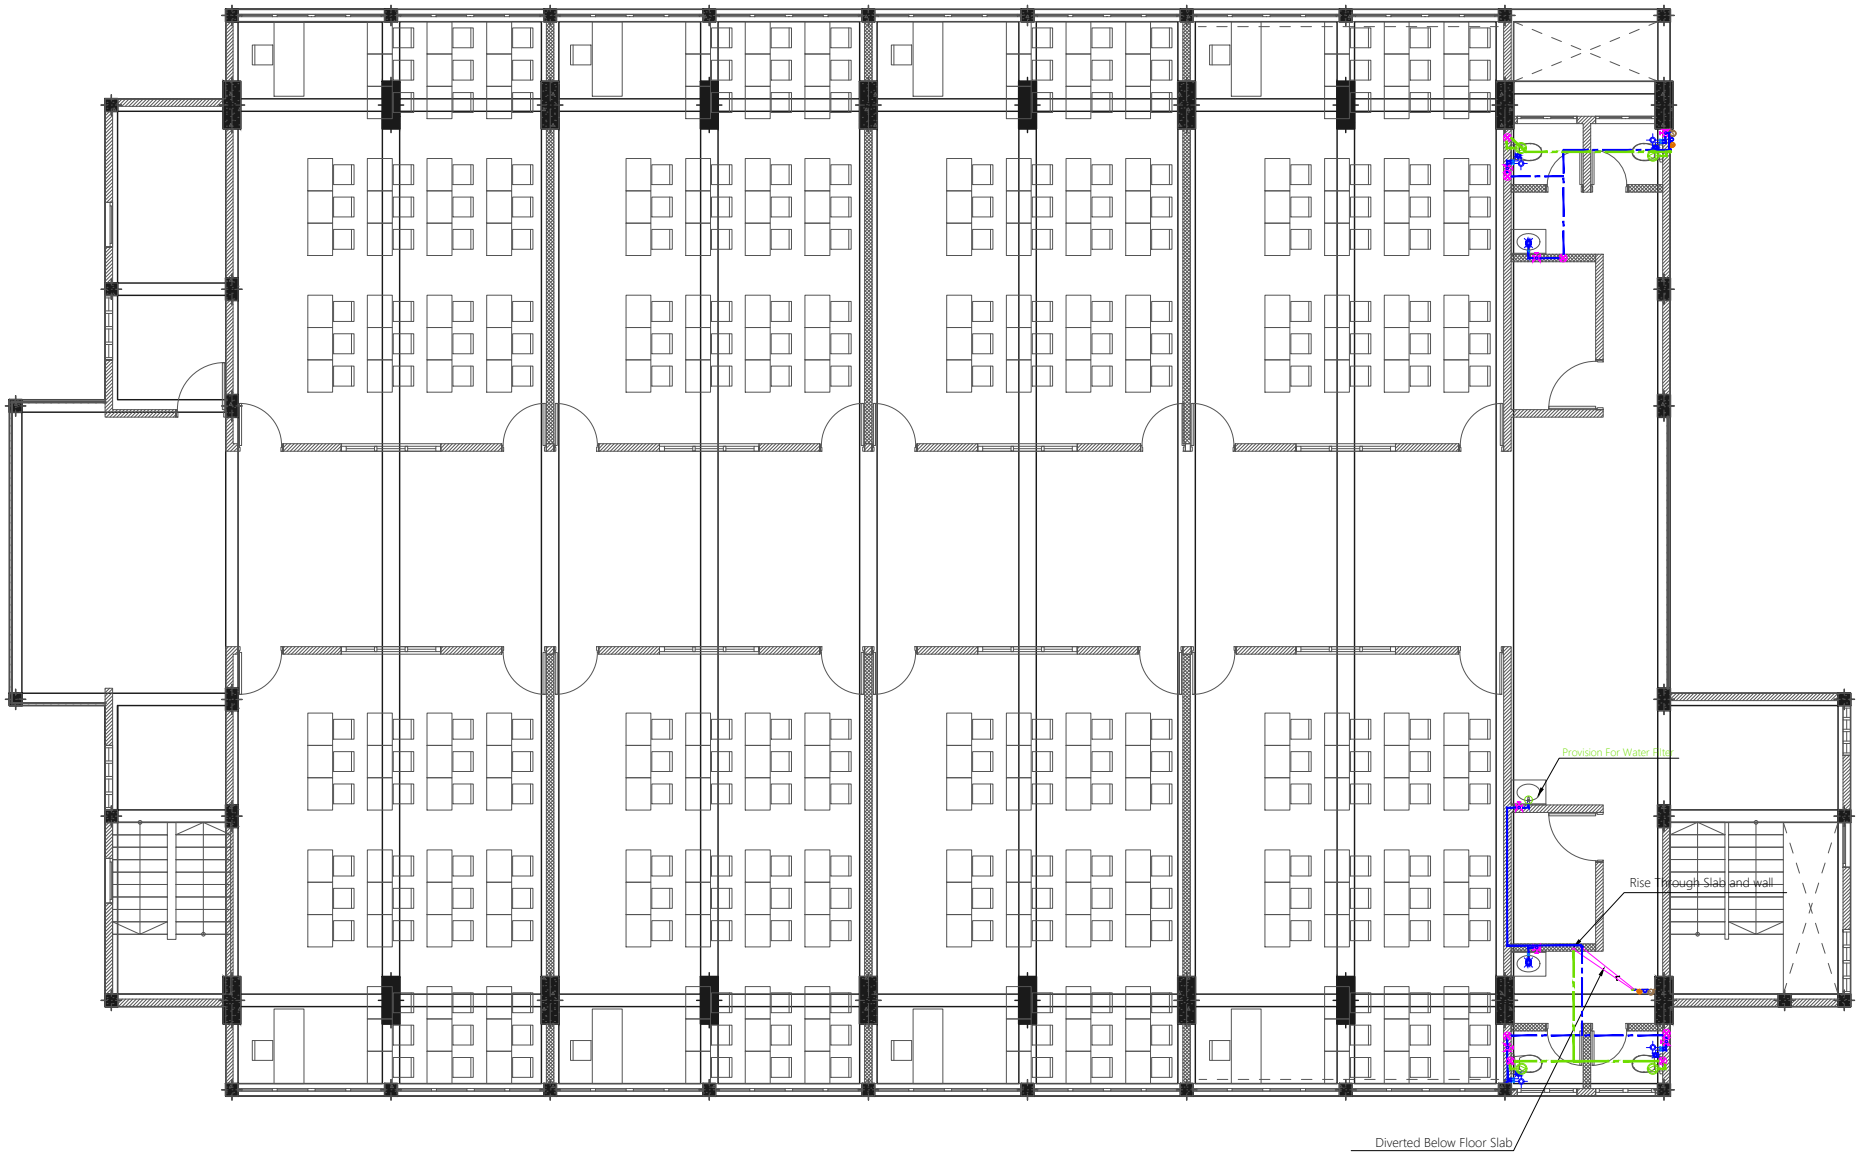 Provision For Water Filter
Rise Through Slab and wall
Diverted Below Floor Slab